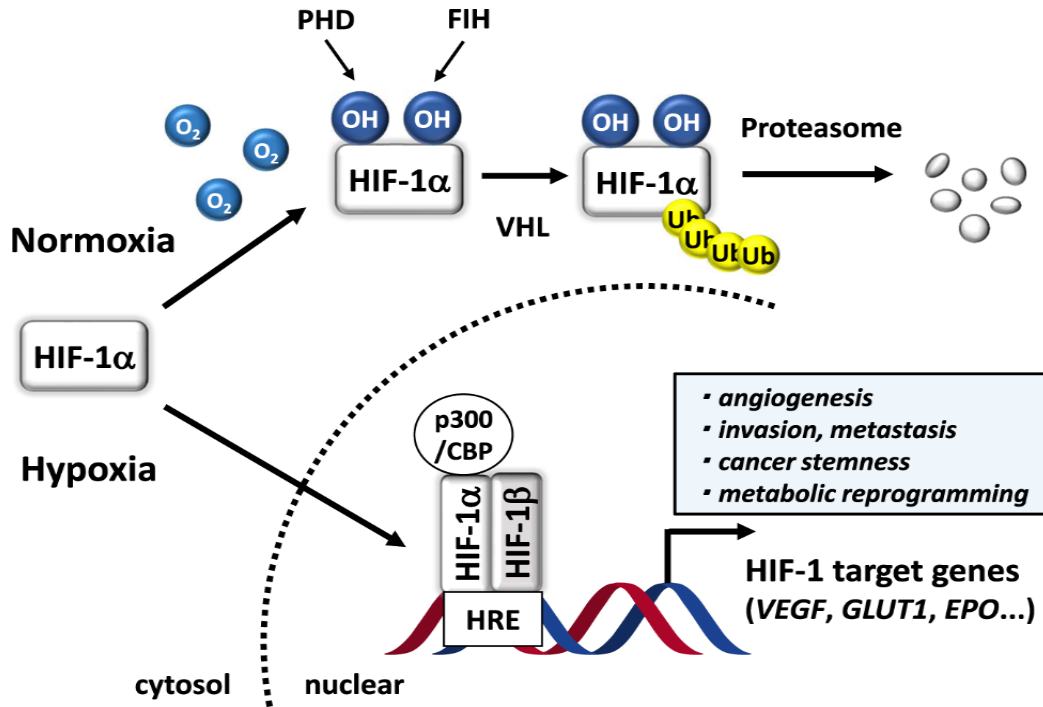 PHD
FIH
O2
O2
O2
OH
OH
HIF-1α
VHL
OH
OH
HIF-1α
Ub
Ub
Ub
Ub
Proteasome
Normoxia
HIF-1α
Hypoxia
p300
/CBP
HIF-1α
HIF-1β
HRE
・angiogenesis
・invasion, metastasis
・cancer stemness
・metabolic reprogramming
HIF-1 target genes
(VEGF, GLUT1, EPO...)
cytosol
nuclear